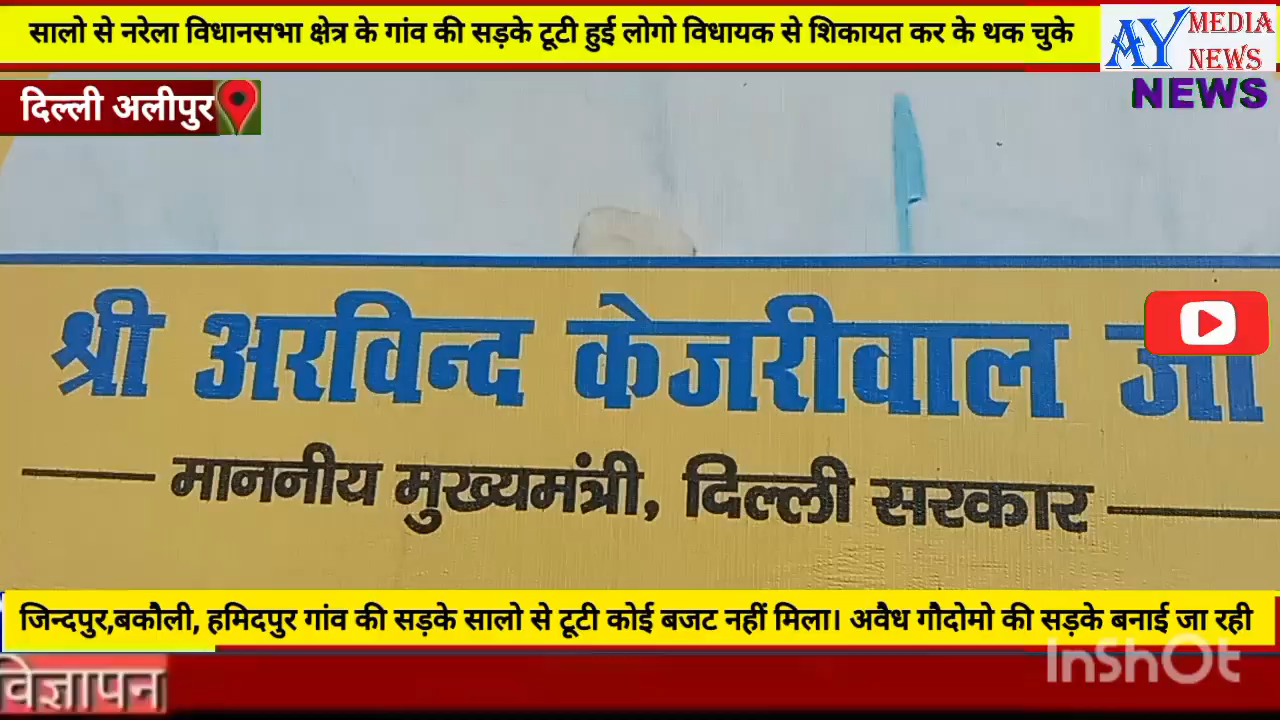 सालो से नरेला विधानसभा क्षेत्र के गांव की सड़के टूटी हुई लोगो विधायक से शिकायत कर के थक चुके
AY MEDIA NEWS
NEWS
दिल्ली अलीपुर
श्री अरविन्द केजरीवाल जी
माननीय मुख्यमंत्री, दिल्ली सरकार
जिन्दपुर,बकौली, हमिदपुर गांव की सड़के सालो से टूटी कोई बजट नहीं मिला। अवैध गौदोमो की सड़के बनाई जा रही
InShOt
विज्ञापन